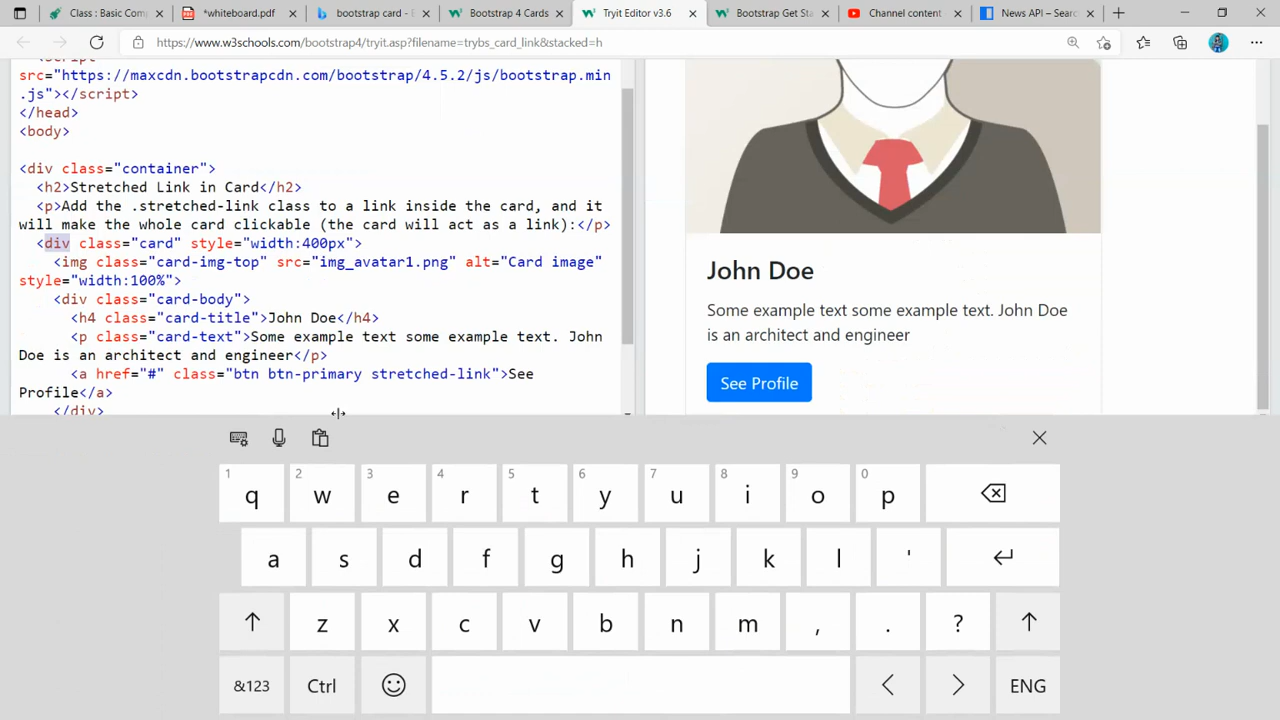 Class : Basic Comp
*whiteboard.pdf
bootstrap card - B
Bootstrap 4 Cards
Tryit Editor v3.6
Bootstrap Get Sta
Channel content
News API – Searc
https://www.w3schools.com/bootstrap4/tryit.asp?filename=trybs_card_link&stacked=h
src="https://maxcdn.bootstrapcdn.com/bootstrap/4.5.2/js/bootstrap.min
.js"></script>
</head>
<body>
<div class="container">
<h2>Stretched Link in Card</h2>
<p>Add the .stretched-link class to a link inside the card, and it
will make the whole card clickable (the card will act as a link):</p>
<div class="card" style="width:400px">
<img class="card-img-top" src="img_avatar1.png" alt="Card image"
style="width:100%">
<div class="card-body">
<h4 class="card-title">John Doe</h4>
<p class="card-text">Some example text some example text. John
Doe is an architect and engineer</p>
<a href="#" class="btn btn-primary stretched-link">See
Profile</a>
</div>
John Doe
Some example text some example text. John Doe
is an architect and engineer
See Profile
1 2 3 4 5 6 7 8 9 0
q w e r t y u i o p
a s d f g h j k l '
z x c v b n m , . ?
&123 Ctrl ENG